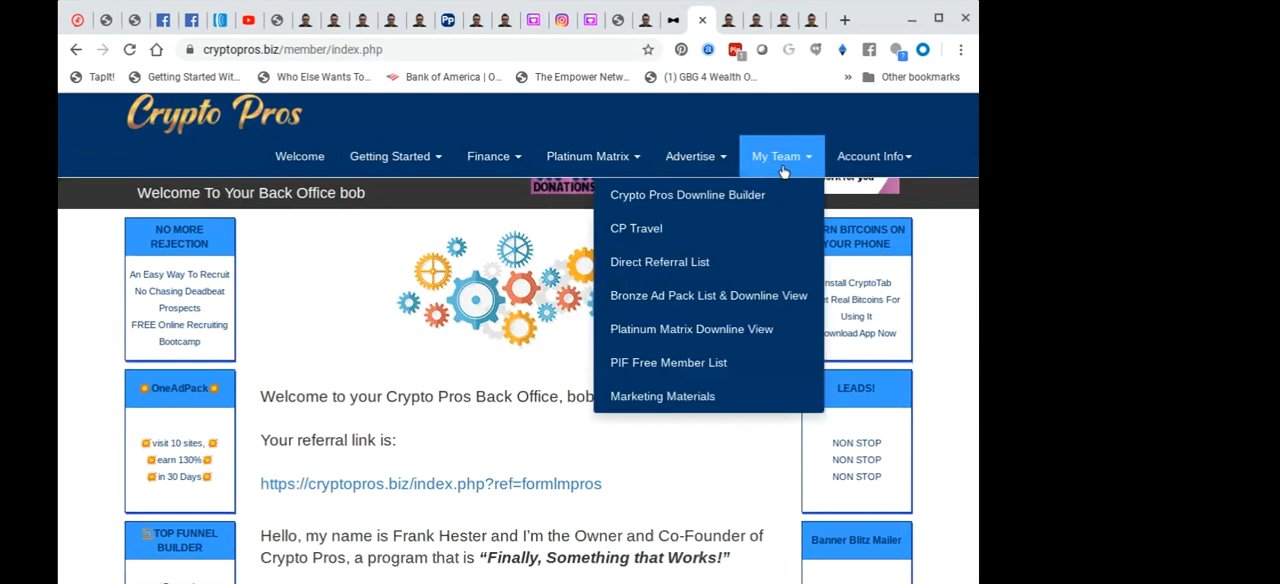 cryptopros.biz/member/index.php
TapIt!
Getting Started Wit...
Who Else Wants To...
Bank of America | O...
The Empower Netw...
(1) GBG 4 Wealth O...
»
Other bookmarks
Crypto Pros
Welcome
Getting Started
Finance
Platinum Matrix
Advertise
My Team
Account Info
Welcome To Your Back Office bob
DONATIONS
Crypto Pros Downline Builder
CP Travel
Direct Referral List
Bronze Ad Pack List & Downline View
Platinum Matrix Downline View
PIF Free Member List
Marketing Materials
NO MORE
REJECTION
An Easy Way To Recruit
No Chasing Deadbeat
Prospects
FREE Online Recruiting
Bootcamp
OneAdPack
visit 10 sites,
earn 130%
in 30 Days
TOP FUNNEL
BUILDER
Welcome to your Crypto Pros Back Office, bob
Your referral link is:
https://cryptopros.biz/index.php?ref=formlmpros
Hello, my name is Frank Hester and I'm the Owner and Co-Founder of
Crypto Pros, a program that is “Finally, Something that Works!”
RN BITCOINS ON
YOUR PHONE
nstall CryptoTab
et Real Bitcoins For
Using It
ownload App Now
LEADS!
NON STOP
NON STOP
NON STOP
Banner Blitz Mailer